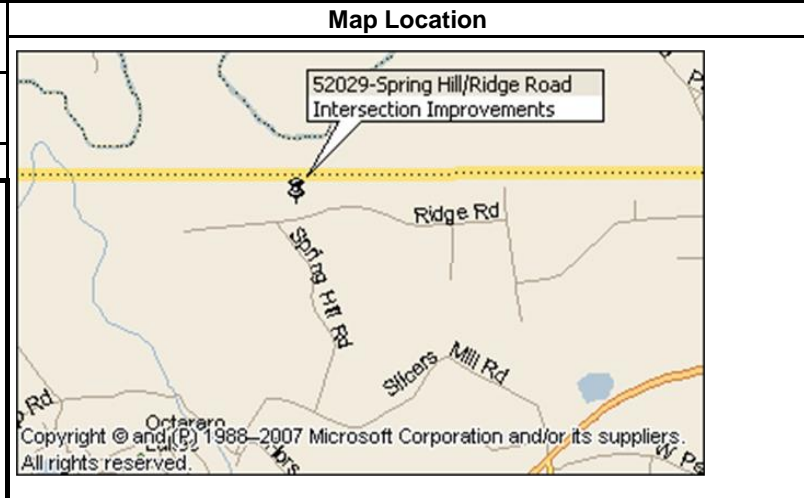 Map Location
52029-Spring Hill/Ridge Road
Intersection Improvements
Ridge Rd
Spring Hill Rd
Slicers Mill Rd
Rd
Octararo
Copyright © and (P) 1988–2007 Microsoft Corporation and/or its suppliers.
All rights reserved.
W Pe